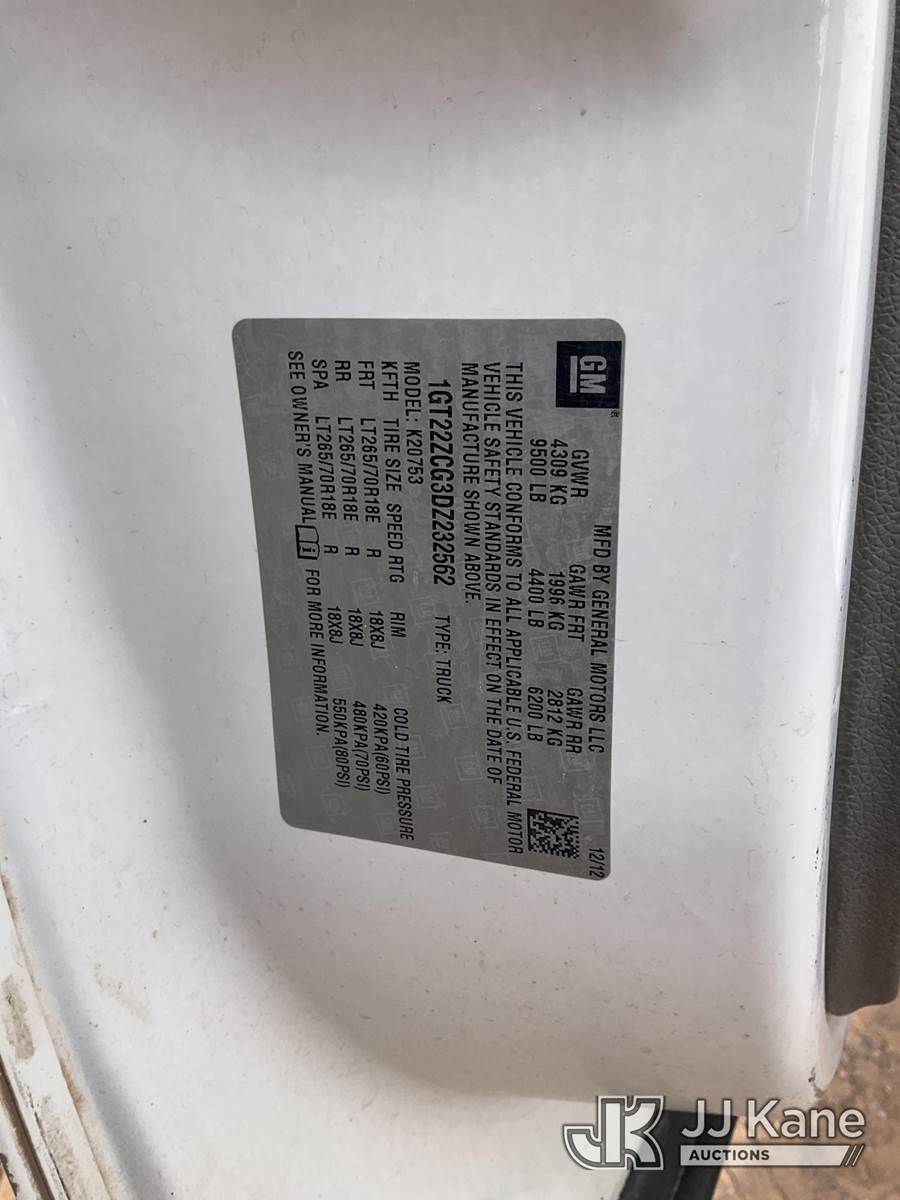 GM
MFD BY GENERAL MOTORS LLC 12/12
GVWR GAWR FRT GAWR RR
4309 KG 1996 KG 2812 KG
9500 LB 4400 LB 6200 LB
THIS VEHICLE CONFORMS TO ALL APPLICABLE U.S. FEDERAL MOTOR
VEHICLE SAFETY STANDARDS IN EFFECT ON THE DATE OF
MANUFACTURE SHOWN ABOVE.
1GT22ZCG3DZ232562 TYPE: TRUCK
MODEL: K20753
KFTH TIRE SIZE SPEED RTG RIM COLD TIRE PRESSURE
FRT LT265/70R18E R 18X8J 420KPA(60PSI)
RR LT265/70R18E R 18X8J 480KPA(70PSI)
SPA LT265/70R18E R 18X8J 550KPA(80PSI)
SEE OWNER'S MANUAL i FOR MORE INFORMATION.
JK JJ Kane
AUCTIONS